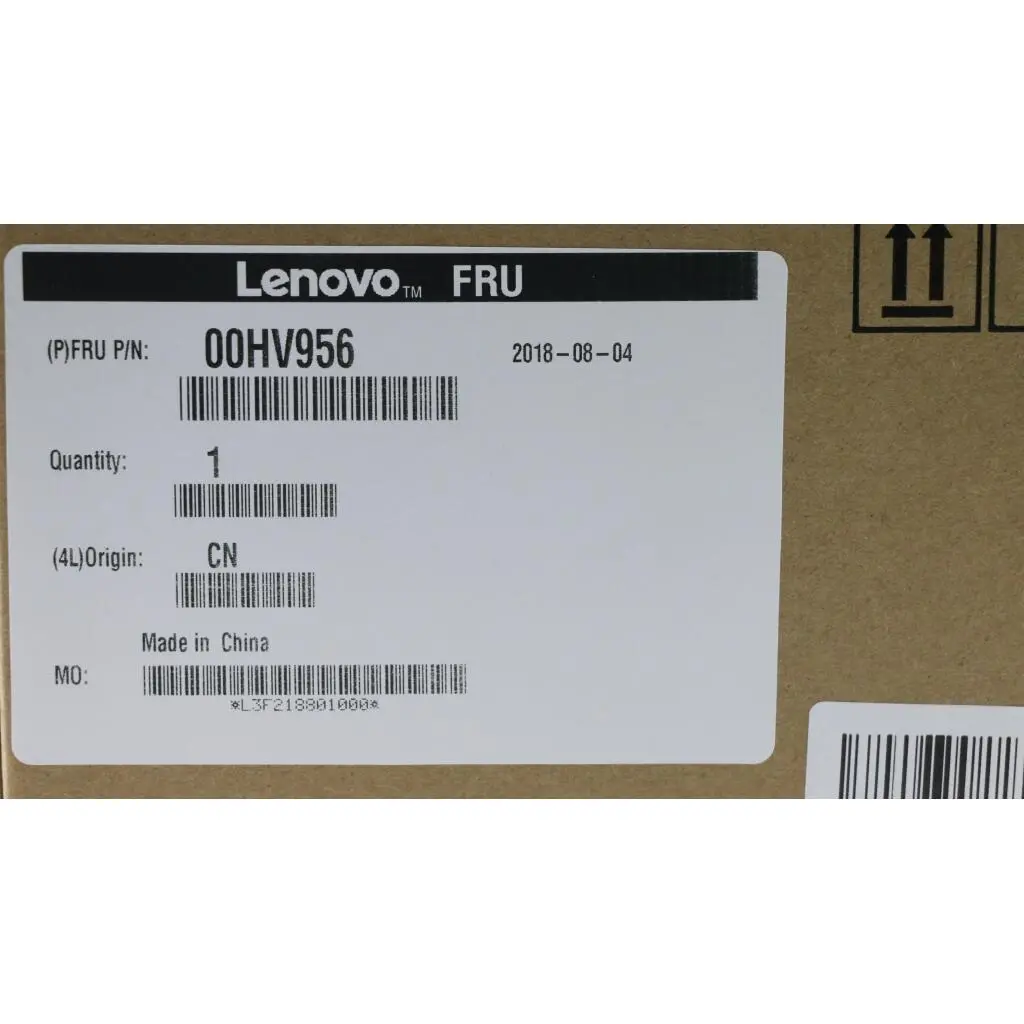 Lenovo™ FRU
(P)FRU P/N: 00HV956 2018-08-04
Quantity: 1
(4L)Origin: CN
Made in China
MO:
*L3F218801000*